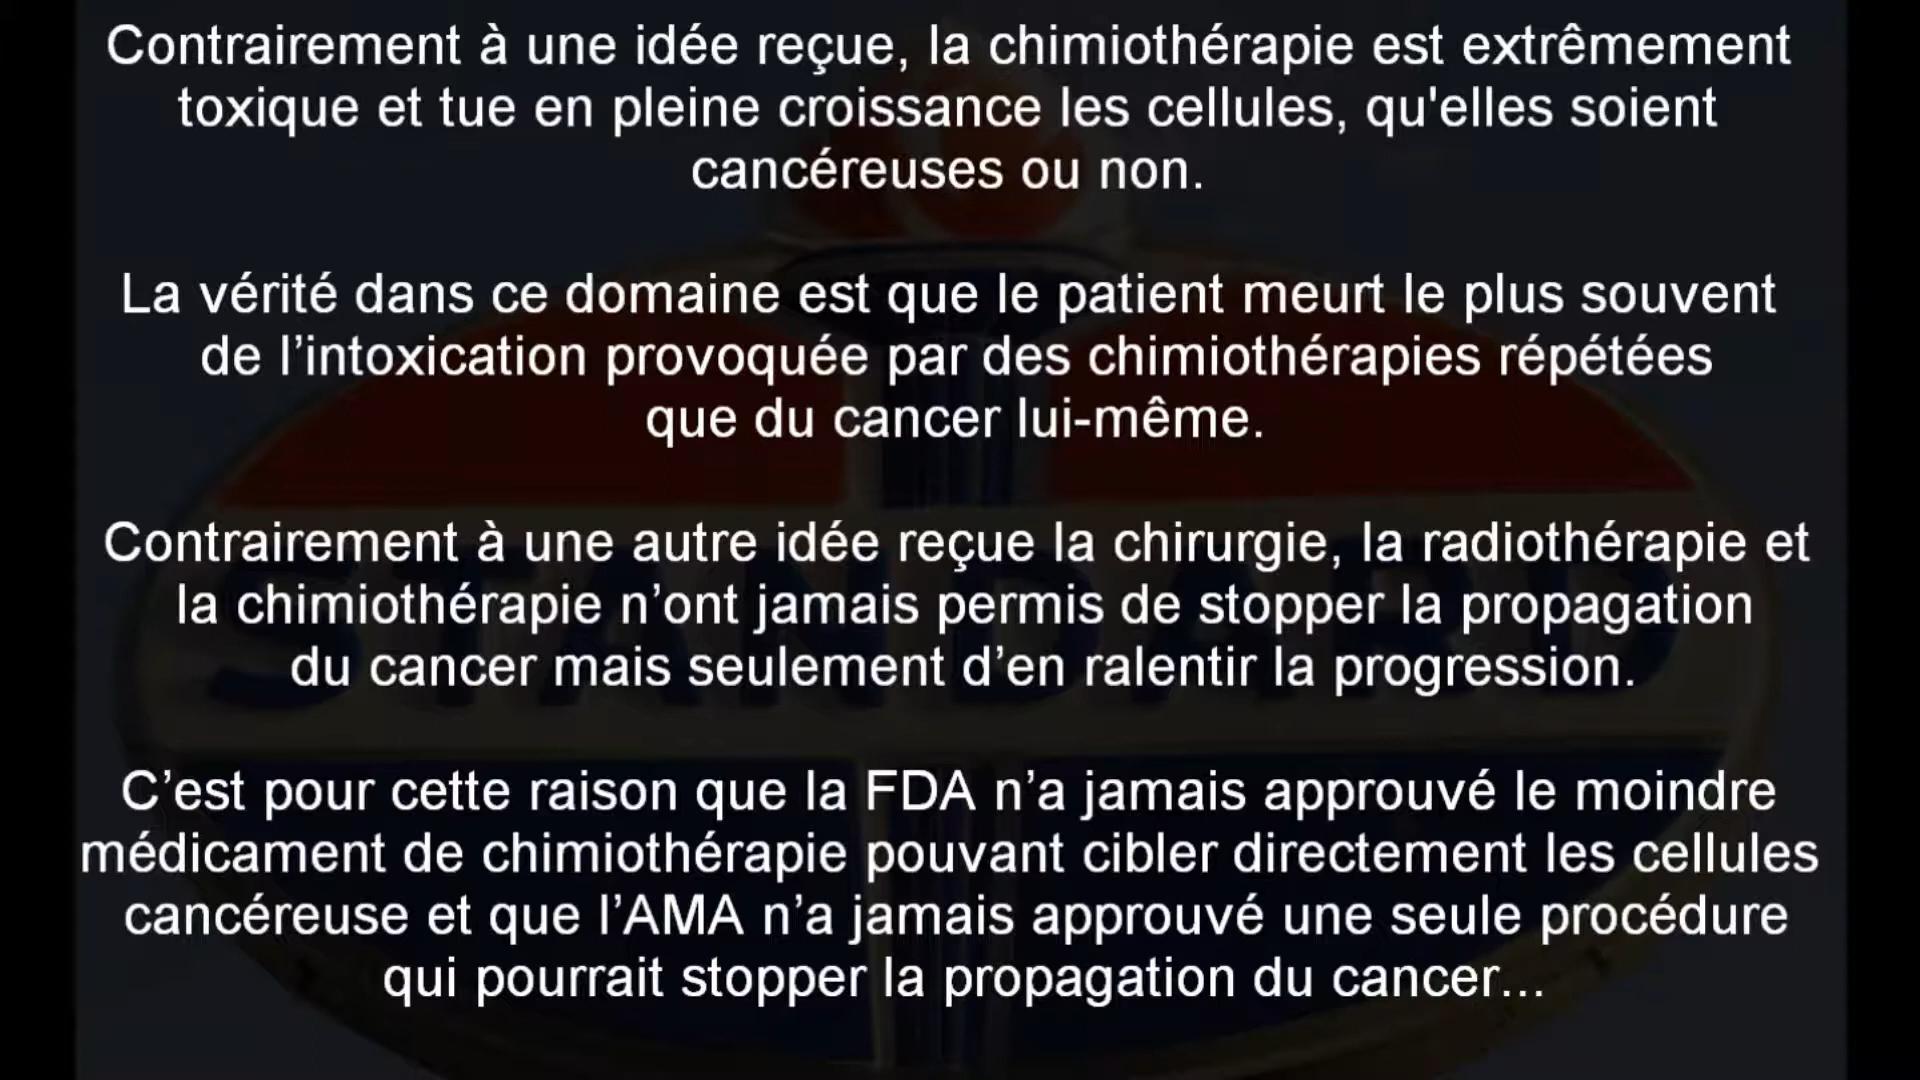 Contrairement à une idée reçue, la chimiothérapie est extrêmement
toxique et tue en pleine croissance les cellules, qu'elles soient
cancéreuses ou non.
La vérité dans ce domaine est que le patient meurt le plus souvent
de l’intoxication provoquée par des chimiothérapies répétées
que du cancer lui-même.
Contrairement à une autre idée reçue la chirurgie, la radiothérapie et
la chimiothérapie n’ont jamais permis de stopper la propagation
du cancer mais seulement d’en ralentir la progression.
STANDARD
C’est pour cette raison que la FDA n’a jamais approuvé le moindre
médicament de chimiothérapie pouvant cibler directement les cellules
cancéreuse et que l’AMA n’a jamais approuvé une seule procédure
qui pourrait stopper la propagation du cancer...